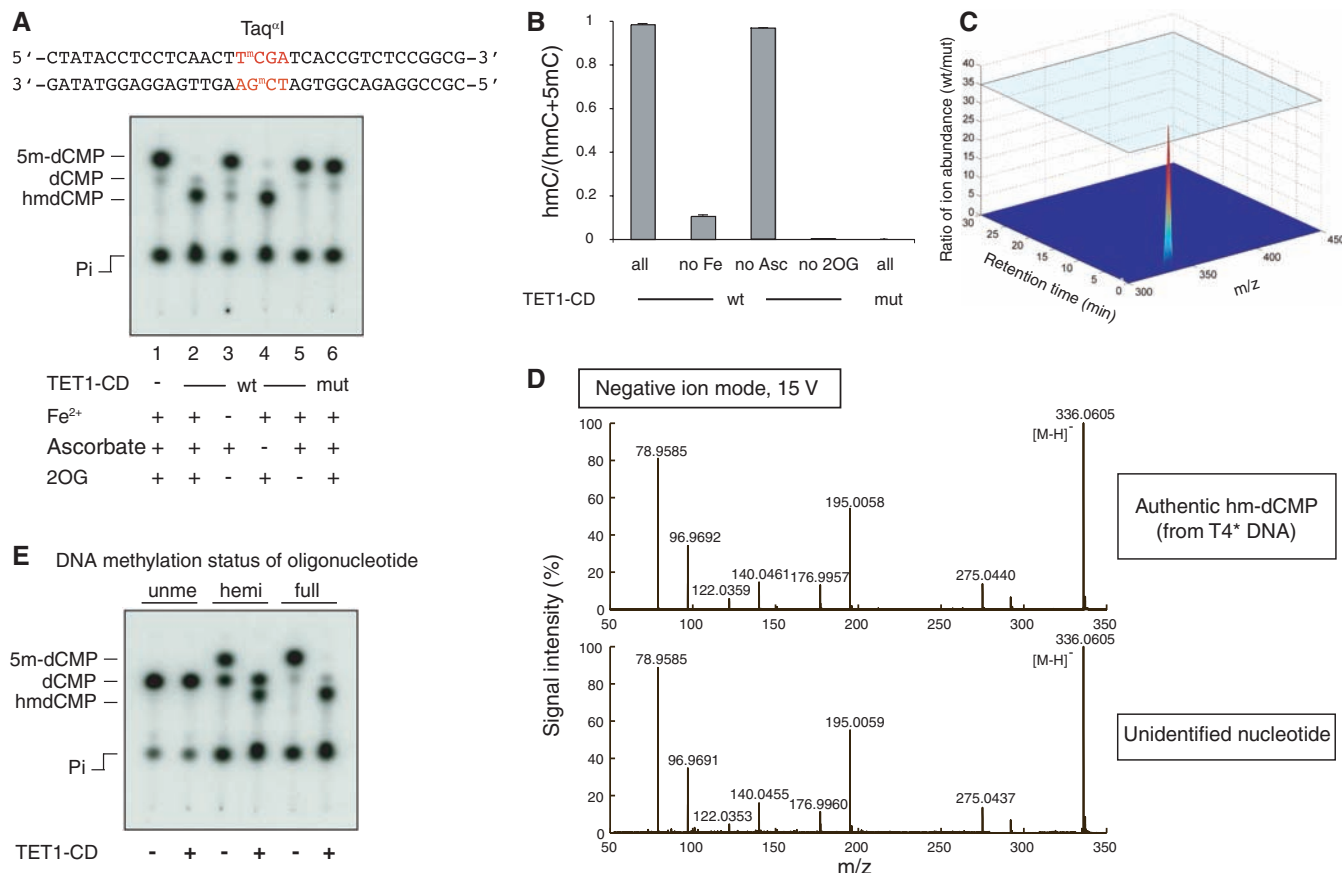 A
TaqᵅI
5‘–CTATACCTCCTCAACTTᵐCGATCACCGTCTCCGGCG–3’
3‘–GATATGGAGGAGTTGAAGᵐCTAGTGGCAGAGGCCGC–5’
5m-dCMP
dCMP
hmdCMP
Pi
1 2 3 4 5 6
TET1-CD - wt mut
Fe²⁺ + + - + + +
Ascorbate + + + - + +
2OG + + - + - +
B
hmC/(hmC+5mC)
1
0.8
0.6
0.4
0.2
0
all no Fe no Asc no 2OG all
TET1-CD wt mut
C
Ratio of ion abundance (wt/mut)
40
35
30
25
20
15
10
5
0
30 25 20 15 10 5 0
Retention time (min)
300 350 400 450
m/z
D
Negative ion mode, 15 V
Signal intensity (%)
100
80
60
40
20
0
78.9585
96.9692
122.0359
140.0461
176.9957
195.0058
275.0440
336.0605
[M-H]⁻
50 100 150 200 250 300 350
Authentic hm-dCMP
(from T4* DNA)
100
80
60
40
20
0
78.9585
96.9691
122.0353
140.0455
176.9960
195.0059
275.0437
336.0605
[M-H]⁻
50 100 150 200 250 300 350
m/z
Unidentified nucleotide
E
DNA methylation status of oligonucleotide
unme hemi full
5m-dCMP
dCMP
hmdCMP
Pi
TET1-CD - + - + - +